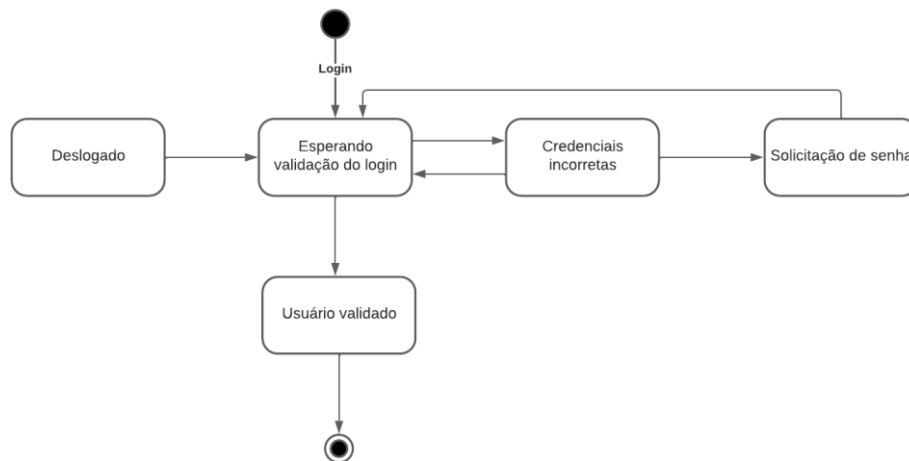 Login
Deslogado
Esperando
validação do login
Credenciais
incorretas
Solicitação de senha
Usuário validado